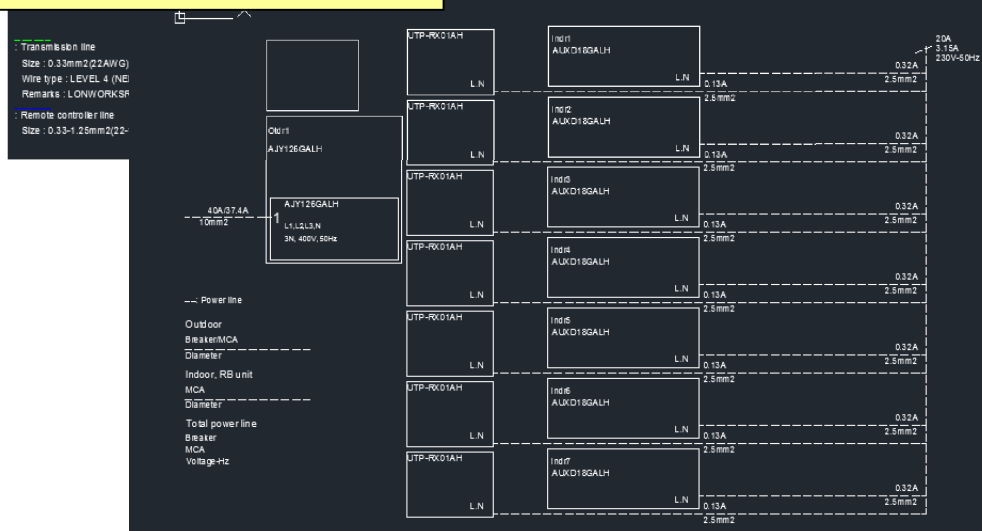 : Transmission line
Size : 0.33mm2(22AWG)
Wire type : LEVEL 4 (NE
Remarks : LONWORKS
: Remote controller line
Size : 0.33-1.25mm2(22-
Otdr1
AJY126GALH
AJY126GALH
L1,L2,L3,N
3N, 400V, 50Hz
1
40A/37.4A
10mm2
---: Power line
Outdoor
Breaker/MCA
Diameter
Indoor, RB unit
MCA
Diameter
Total power line
Breaker
MCA
Voltage-Hz
UTP-RX01AH
L.N
Indr1
AUXD18GALH
L.N
0.13A
2.5mm2
0.32A
2.5mm2
20A
3.15A
230V-50Hz
UTP-RX01AH
L.N
Indr2
AUXD18GALH
L.N
0.13A
2.5mm2
0.32A
2.5mm2
UTP-RX01AH
L.N
Indr3
AUXD18GALH
L.N
0.13A
2.5mm2
0.32A
2.5mm2
UTP-RX01AH
L.N
Indr4
AUXD18GALH
L.N
0.13A
2.5mm2
0.32A
2.5mm2
UTP-RX01AH
L.N
Indr5
AUXD18GALH
L.N
0.13A
2.5mm2
0.32A
2.5mm2
UTP-RX01AH
L.N
Indr6
AUXD18GALH
L.N
0.13A
2.5mm2
0.32A
2.5mm2
UTP-RX01AH
L.N
Indr7
AUXD18GALH
L.N
0.13A
2.5mm2
0.32A
2.5mm2